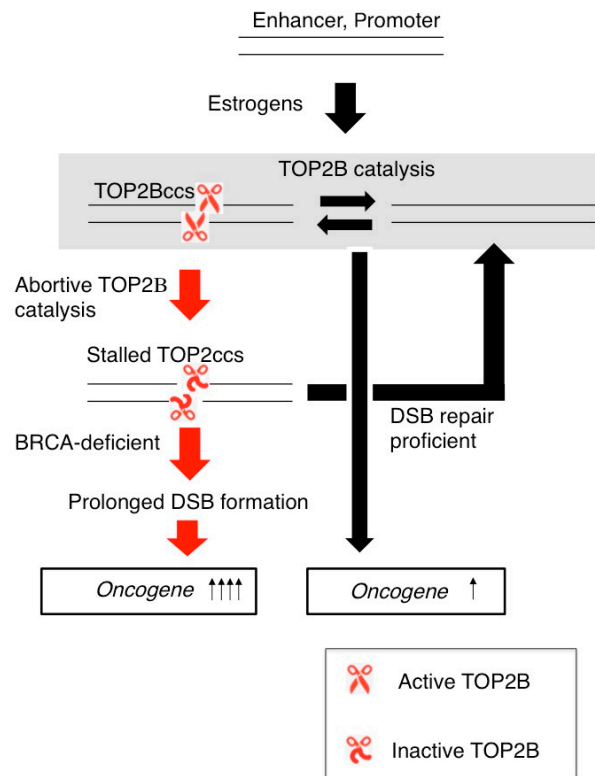 Enhancer, Promoter
Estrogens
TOP2B catalysis
TOP2Bccs
Abortive TOP2B
catalysis
Stalled TOP2ccs
DSB repair
proficient
BRCA-deficient
Prolonged DSB formation
Oncogene ↑↑↑↑
Oncogene ↑
Active TOP2B
Inactive TOP2B